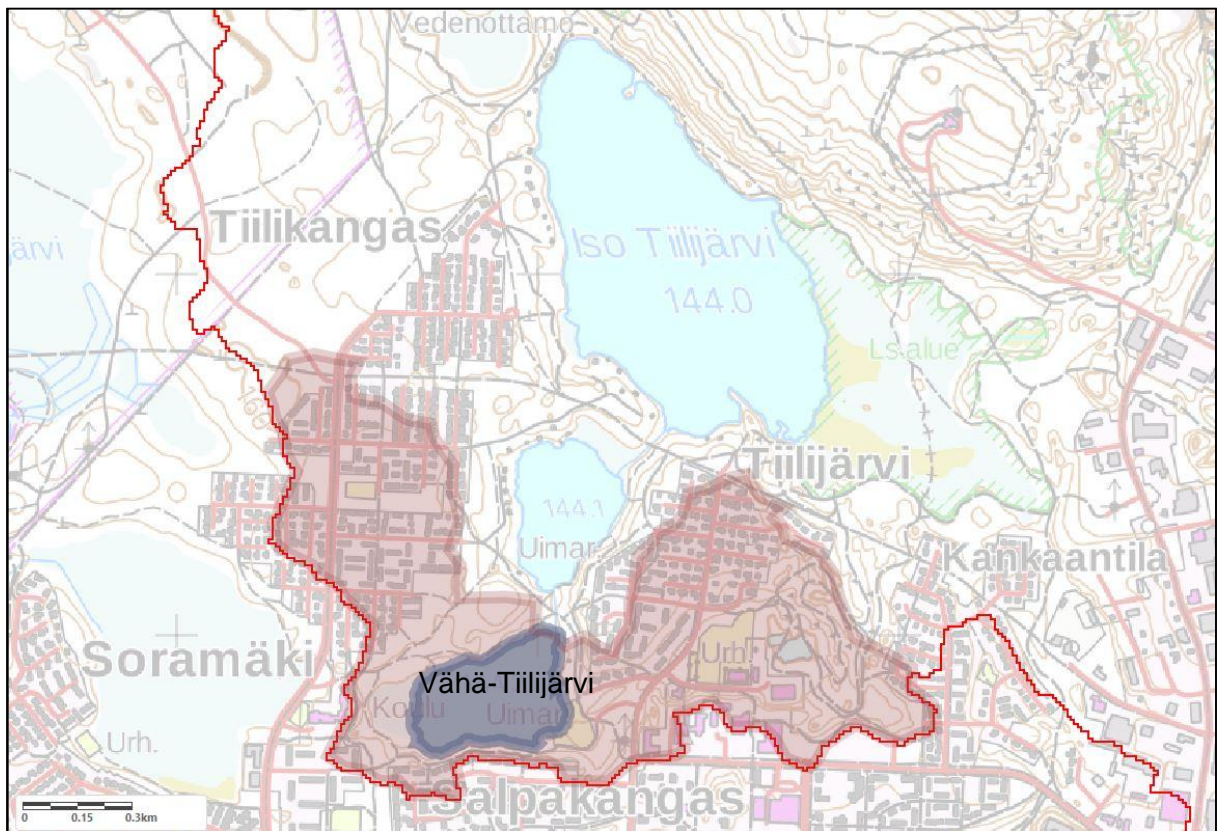 Vedenottamo
Tiilikangas
Iso Tiilijärvi
144.0
järvi
Ls.alue
Tiilijärvi
144.1
Uimar.
Kankaantila
Soramäki
Urh.
Vähä-Tiilijärvi
Koulu
Uimar.
Urh.
Salpakangas
0 0.15 0.3km